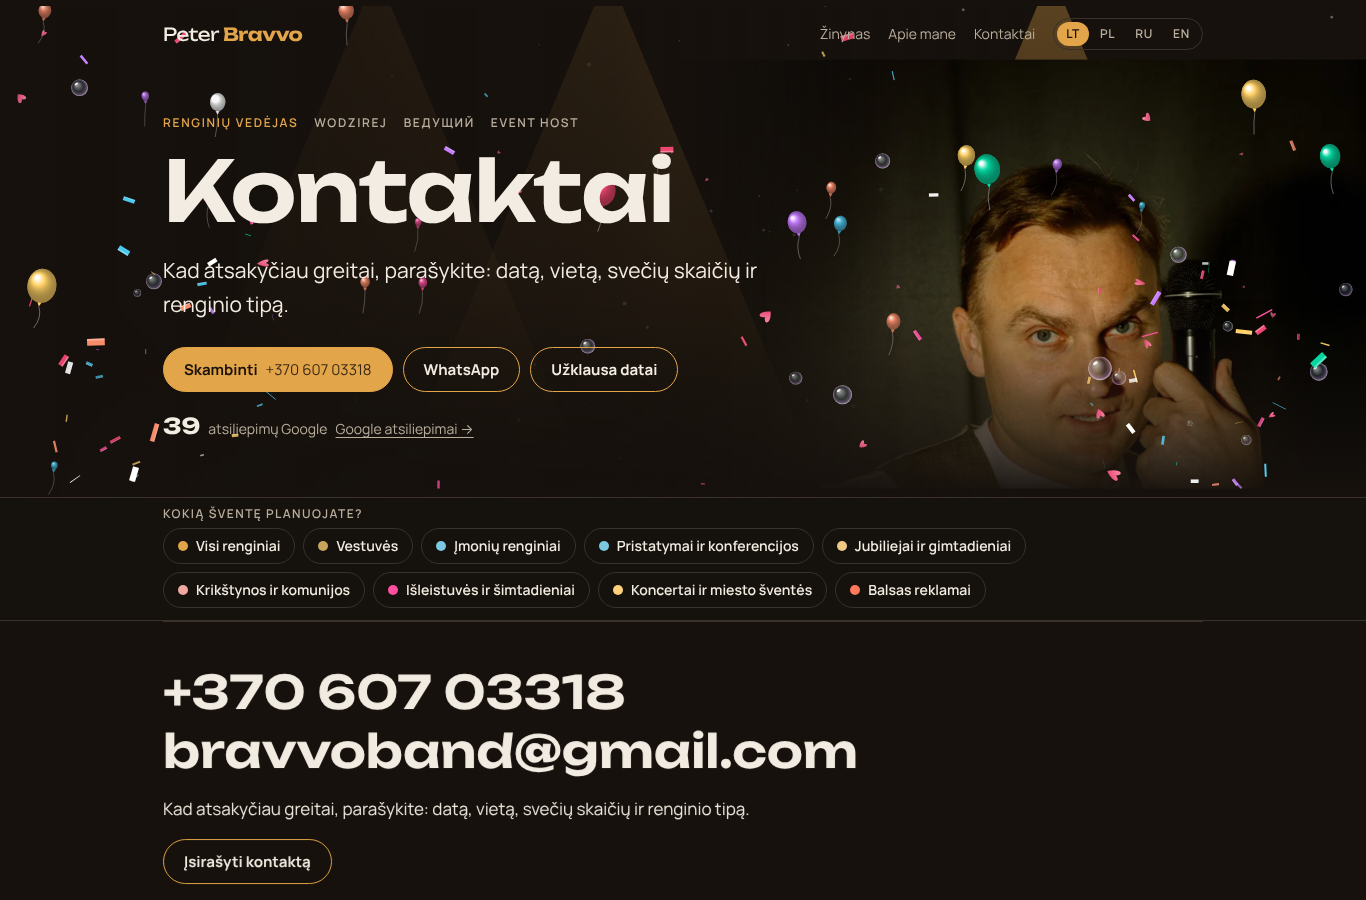 Peter Bravvo
Žinynas Apie mane Kontaktai LT PL RU EN
RENGINIŲ VEDĖJAS WODZIREJ ВЕДУЩИЙ EVENT HOST
Kontaktai
Kad atsakyčiau greitai, parašykite: datą, vietą, svečių skaičių ir
renginio tipą.
Skambinti +370 607 03318 WhatsApp Užklausa datai
39 atsiliepimų Google Google atsiliepimai →
KOKIĄ ŠVENTĘ PLANUOJATE?
Visi renginiai Vestuvės Įmonių renginiai Pristatymai ir konferencijos Jubiliejai ir gimtadieniai
Krikštynos ir komunijos Išleistuvės ir šimtadieniai Koncertai ir miesto šventės Balsas reklamai
+370 607 03318
bravvoband@gmail.com
Kad atsakyčiau greitai, parašykite: datą, vietą, svečių skaičių ir renginio tipą.
Įsirašyti kontaktą